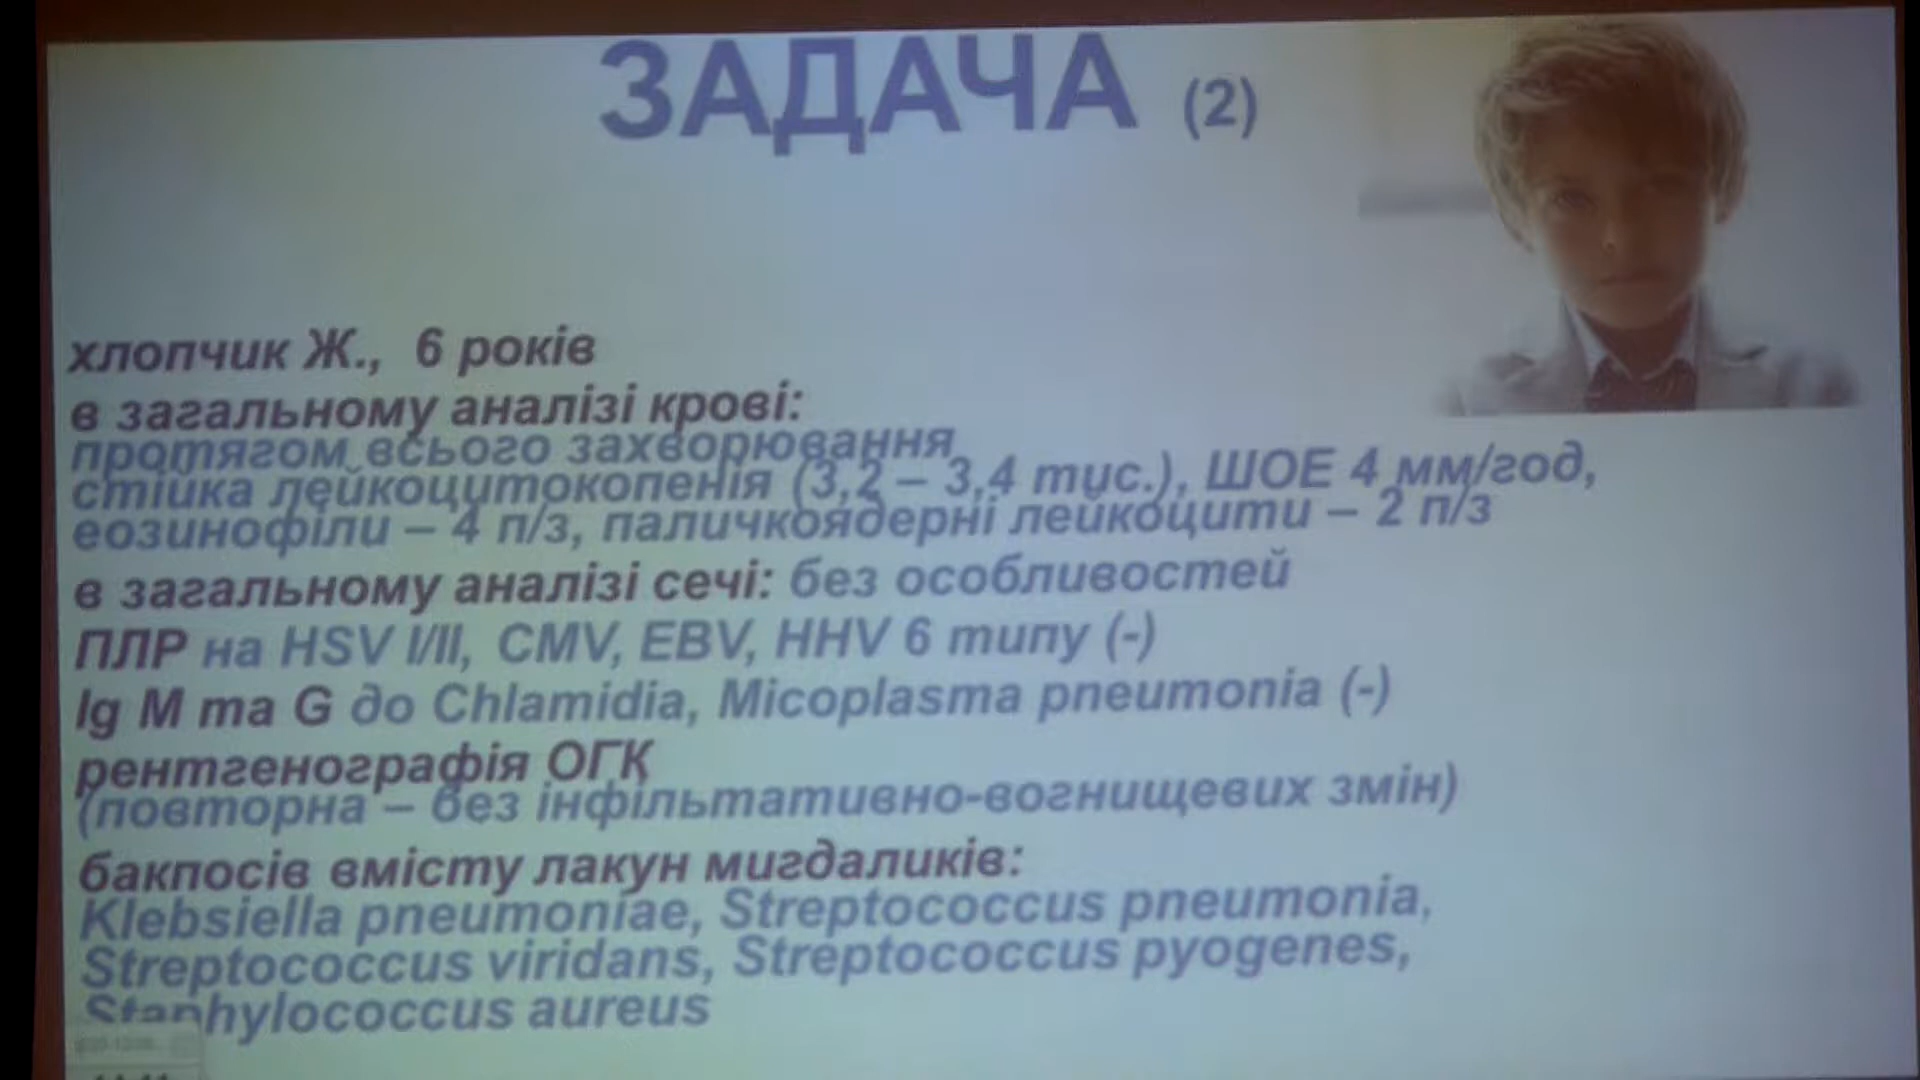 ЗАДАЧА (2)
хлопчик Ж., 6 років
в загальному аналізі крові:
протягом всього захворювання
стійка лейкоцитокопенія (3,2 – 3,4 тис.), ШОЕ 4 мм/год,
еозинофіли – 4 п/з, паличкоядерні лейкоцити – 2 п/з
в загальному аналізі сечі: без особливостей
ПЛР на HSV I/II, CMV, EBV, HHV 6 типу (-)
Ig M та G до Chlamidia, Micoplasma pneumonia (-)
рентгенографія ОГК
(повторна – без інфільтативно-вогнищевих змін)
бакпосів вмісту лакун мигдаликів:
Klebsiella pneumoniae, Streptococcus pneumonia,
Streptococcus viridans, Streptococcus pyogenes,
Staphylococcus aureus